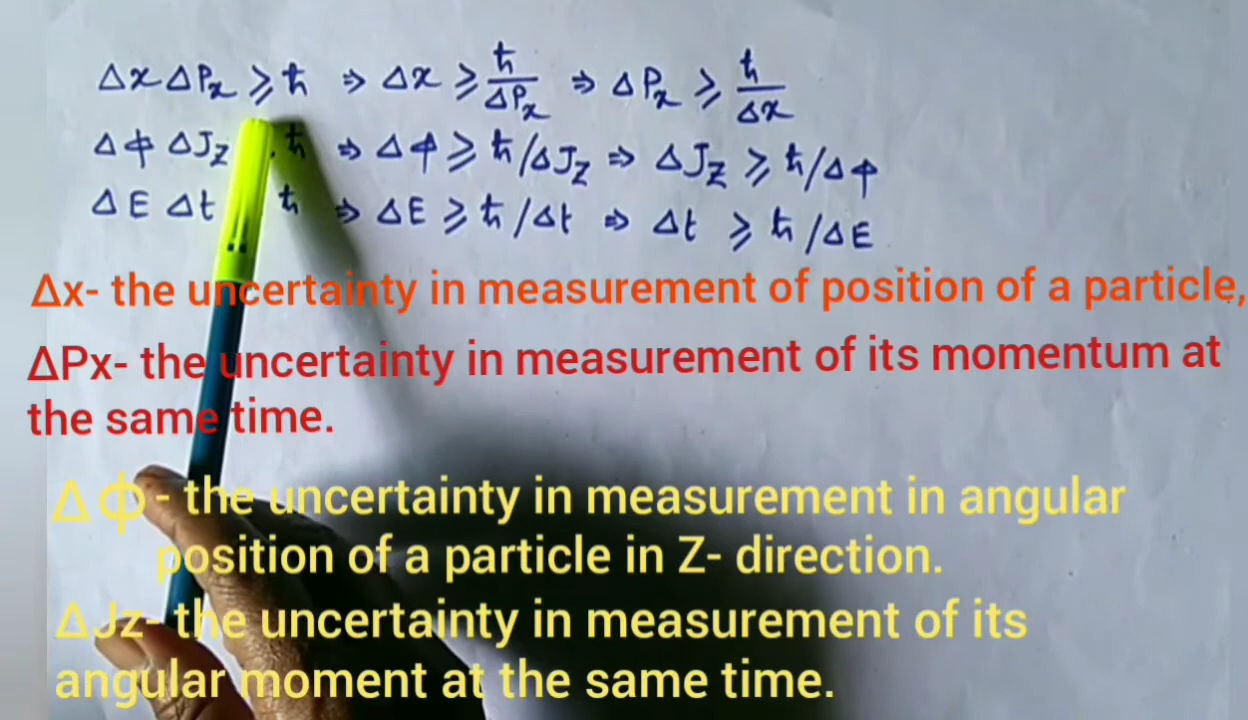 Δx ΔPx ≥ ħ ⇒ Δx ≥ ħ/ΔPx ⇒ ΔPx ≥ ħ/Δx
Δφ ΔJz ħ ⇒ Δφ ≥ ħ/ΔJz ⇒ ΔJz ≥ ħ/Δφ
ΔE Δt ħ ⇒ ΔE ≥ ħ/Δt ⇒ Δt ≥ ħ/ΔE
Δx- the uncertainty in measurement of position of a particle,
ΔPx- the uncertainty in measurement of its momentum at
the same time.
Δφ- the uncertainty in measurement in angular
position of a particle in Z- direction.
ΔJz- the uncertainty in measurement of its
angular moment at the same time.